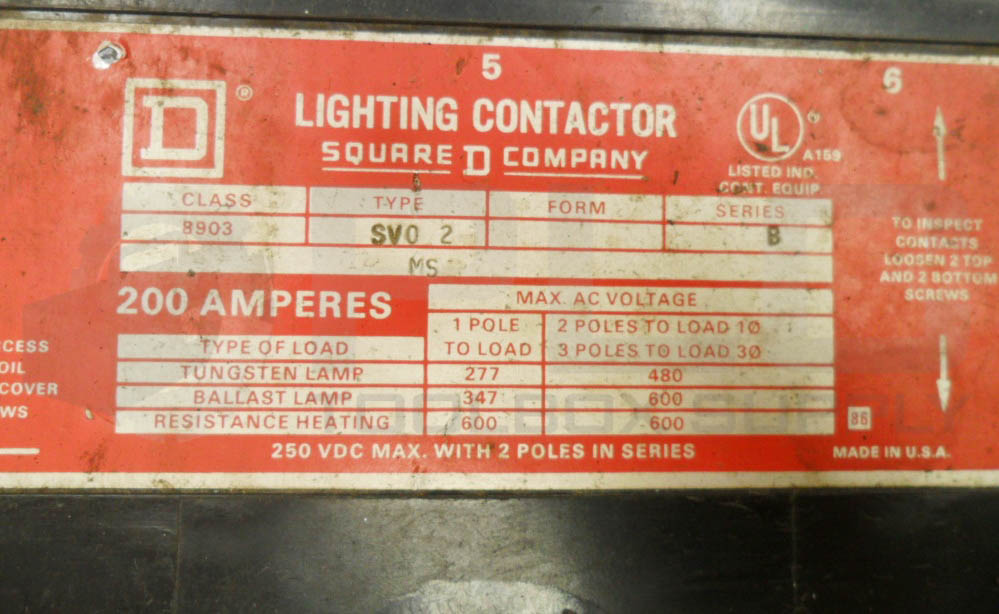 5
6
D ®
LIGHTING CONTACTOR
SQUARE D COMPANY
UL ®
A159
LISTED IND.
CONT. EQUIP.
CLASS TYPE FORM SERIES
8903 SVO 2 B
MS
TO INSPECT
CONTACTS
LOOSEN 2 TOP
AND 2 BOTTOM
SCREWS
200 AMPERES
MAX. AC VOLTAGE
1 POLE 2 POLES TO LOAD 1Ø
TYPE OF LOAD TO LOAD 3 POLES TO LOAD 3Ø
TUNGSTEN LAMP 277 480
BALLAST LAMP 347 600
RESISTANCE HEATING 600 600
CCESS
OIL
COVER
WS
86
250 VDC MAX. WITH 2 POLES IN SERIES
MADE IN U.S.A.
TOOLBOX SUPPLY